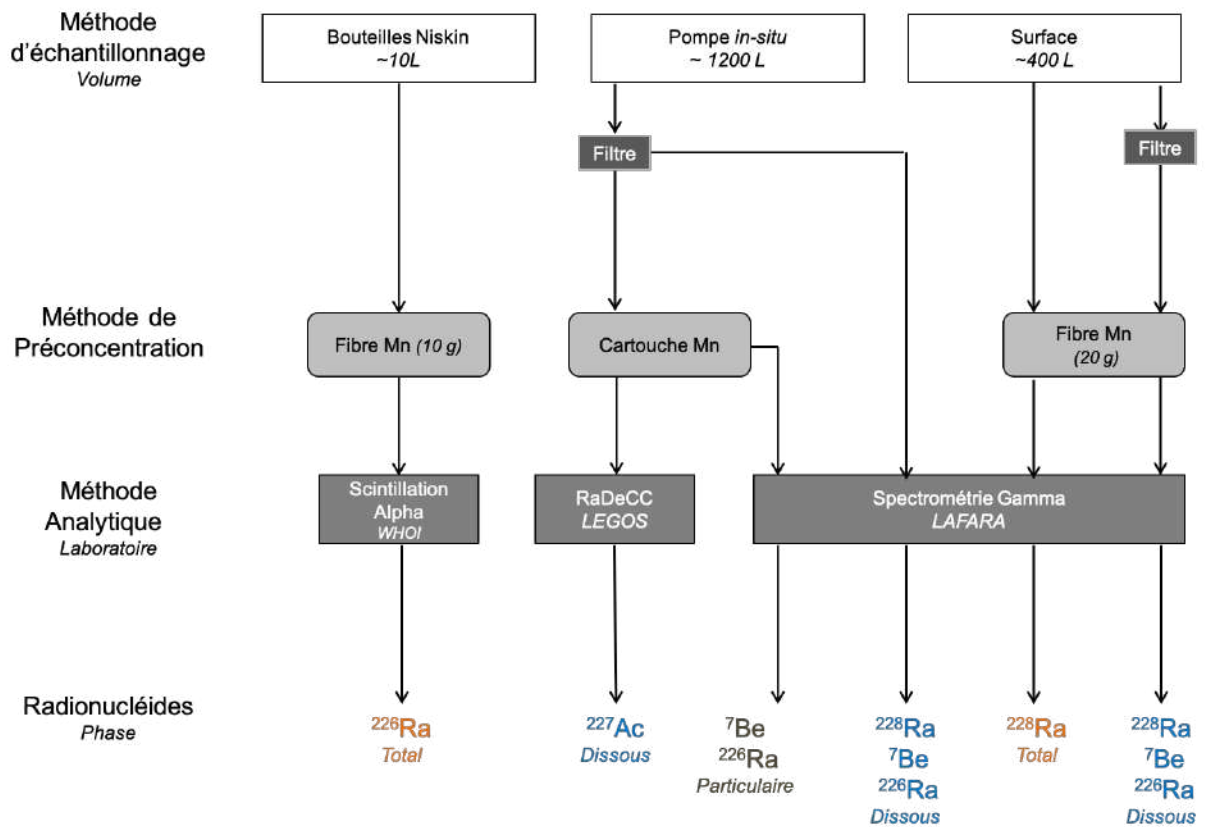 Méthode
d'échantillonnage
Volume
Bouteilles Niskin
~10L
Pompe in-situ
~ 1200 L
Surface
~400 L
Filtre
Filtre
Méthode de
Préconcentration
Fibre Mn (10 g)
Cartouche Mn
Fibre Mn
(20 g)
Méthode
Analytique
Laboratoire
Scintillation
Alpha
WHOI
RaDeCC
LEGOS
Spectrométrie Gamma
LAFARA
Radionucléides
Phase
²²⁶Ra
Total
²²⁷Ac
Dissous
⁷Be
²²⁶Ra
Particulaire
²²⁸Ra
⁷Be
²²⁶Ra
Dissous
²²⁸Ra
Total
²²⁸Ra
⁷Be
²²⁶Ra
Dissous